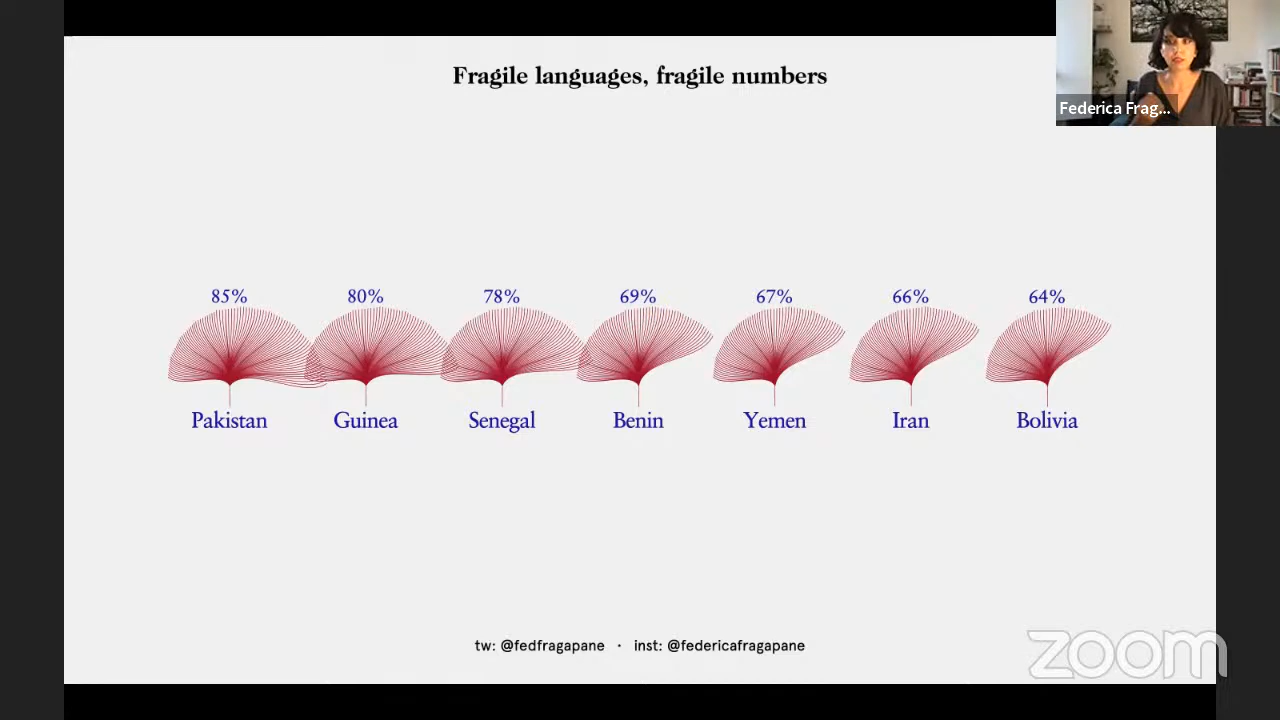 Fragile languages, fragile numbers
Federica Frag...
85% 80% 78% 69% 67% 66% 64%
Pakistan Guinea Senegal Benin Yemen Iran Bolivia
tw: @fedfragapane · inst: @federicafragapane
zoom